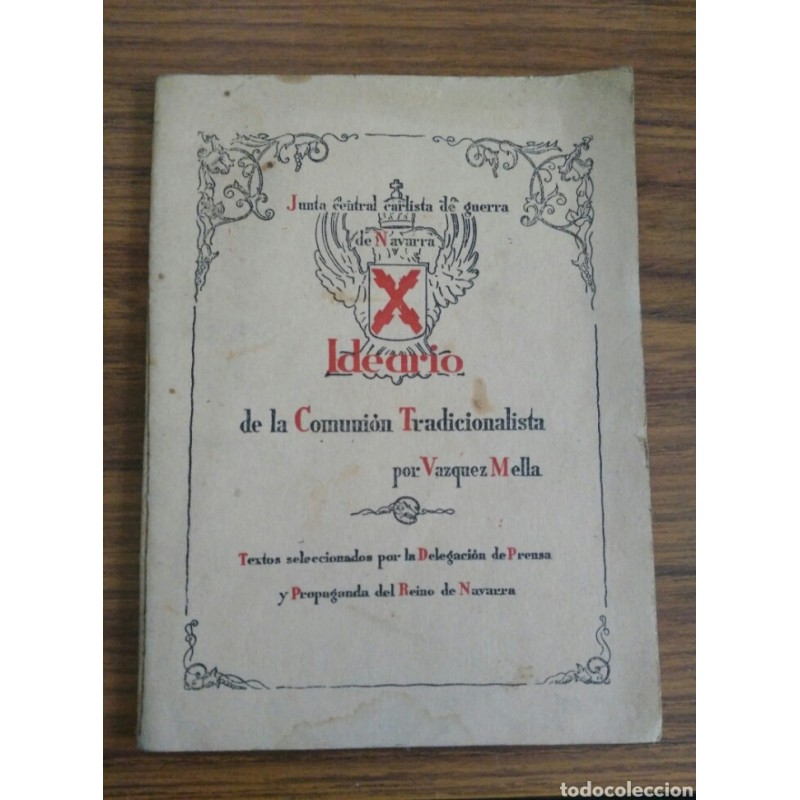 Junta central carlista de guerra
de Navarra
Ideario
de la Comunión Tradicionalista
por Vazquez Mella
Textos seleccionados por la Delegación de Prensa
y Propaganda del Reino de Navarra
todocoleccion